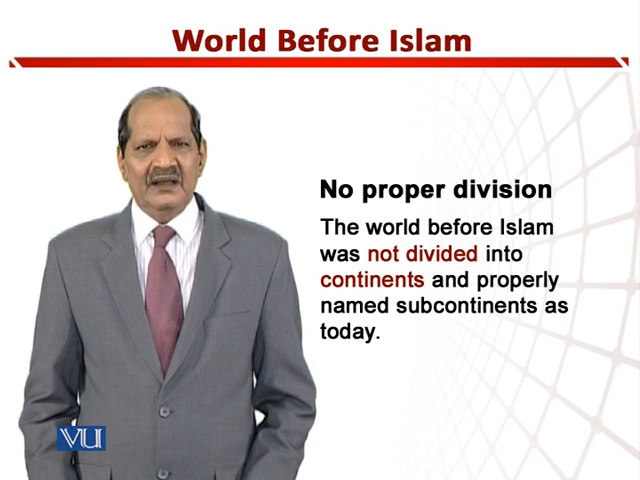 World Before Islam
No proper division
The world before Islam
was not divided into
continents and properly
named subcontinents as
today.
VU